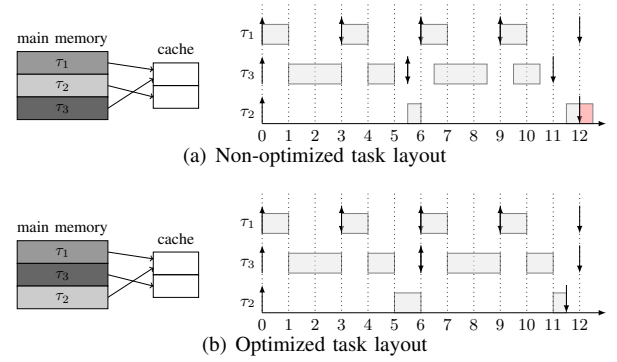 main memory
τ1
τ2
τ3
cache
τ1
τ3
τ2
0 1 2 3 4 5 6 7 8 9 10 11 12
(a) Non-optimized task layout
main memory
τ1
τ3
τ2
cache
τ1
τ3
τ2
0 1 2 3 4 5 6 7 8 9 10 11 12
(b) Optimized task layout